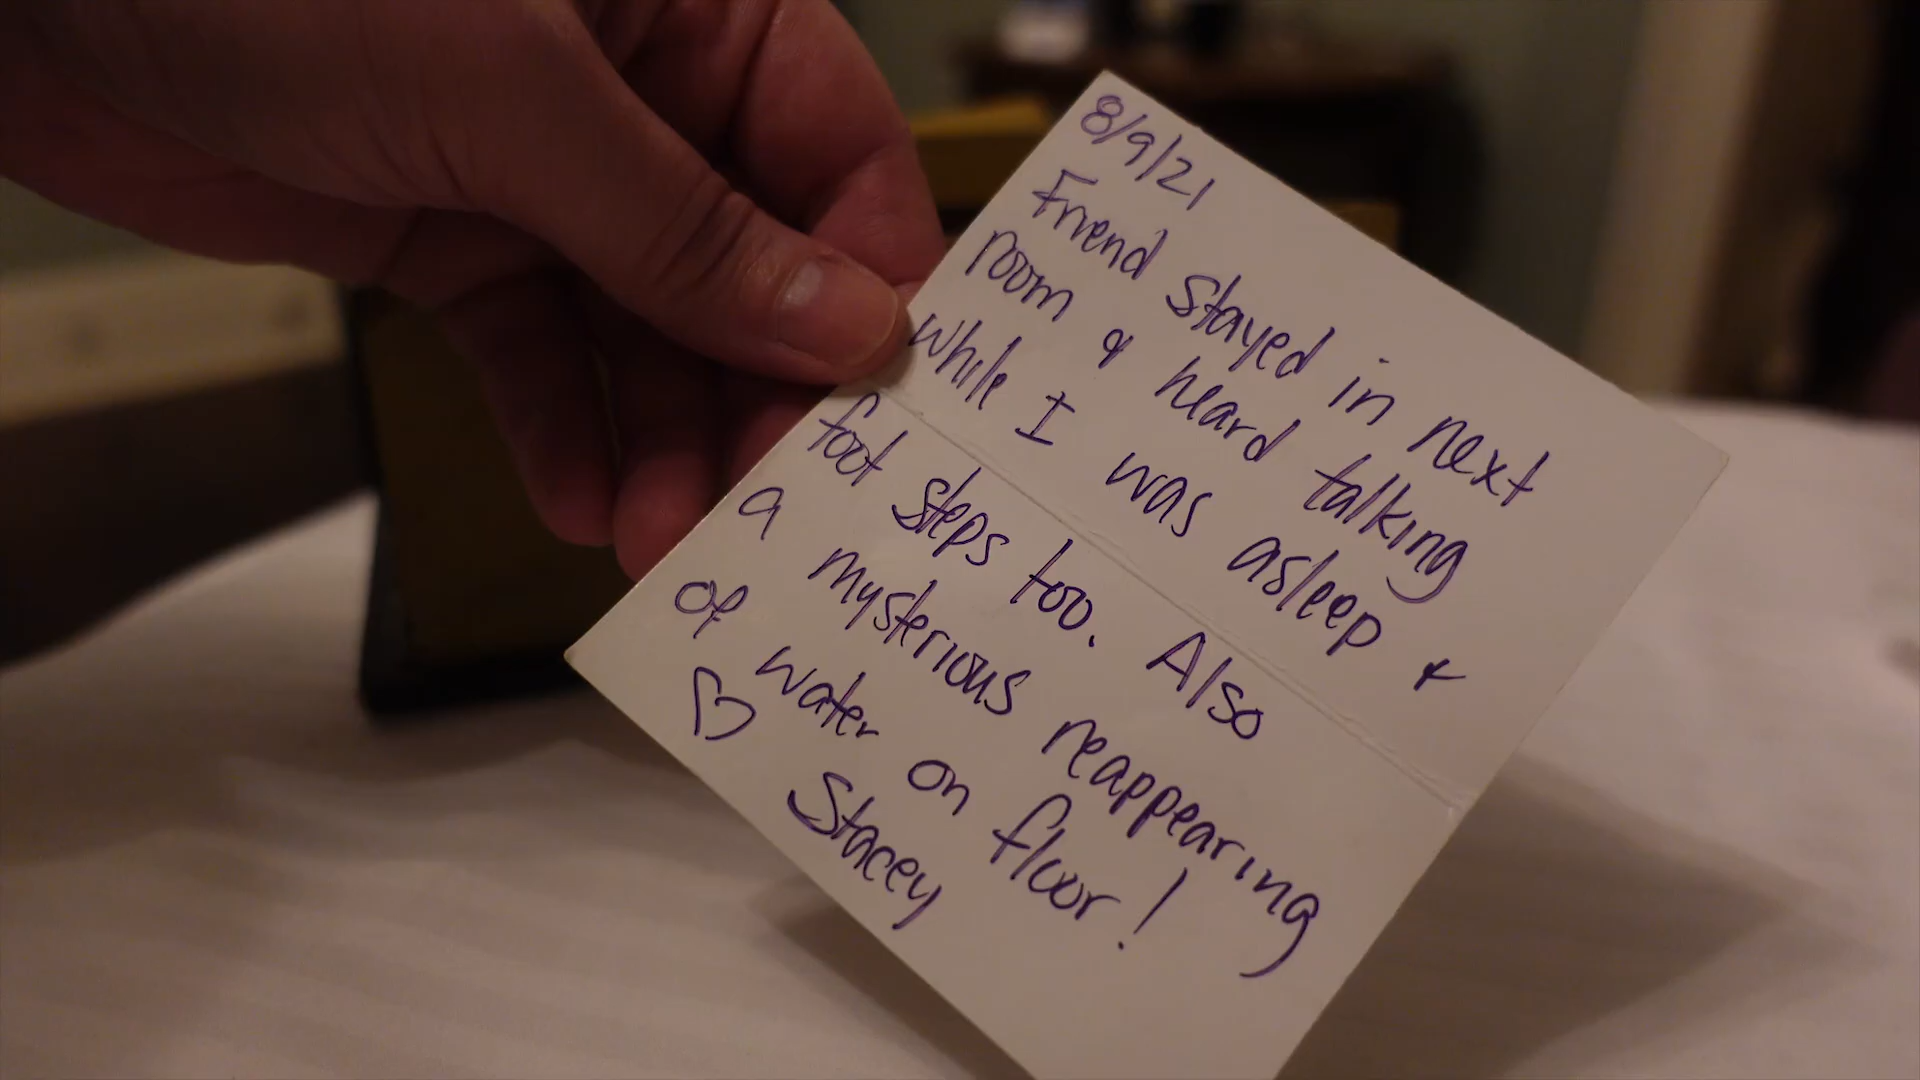 8/9/21
Friend stayed in next
room & heard talking
while I was asleep &
foot steps too. Also
a mysterious reappearing
of water on floor!
♡ Stacey